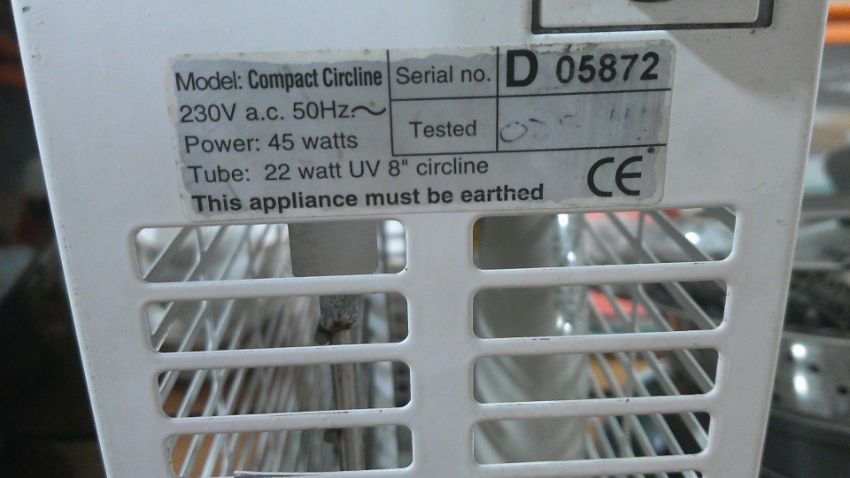 Model: Compact Circline
Serial no. D 05872
230V a.c. 50Hz.~
Tested
Power: 45 watts
Tube: 22 watt UV 8" circline
This appliance must be earthed
CE